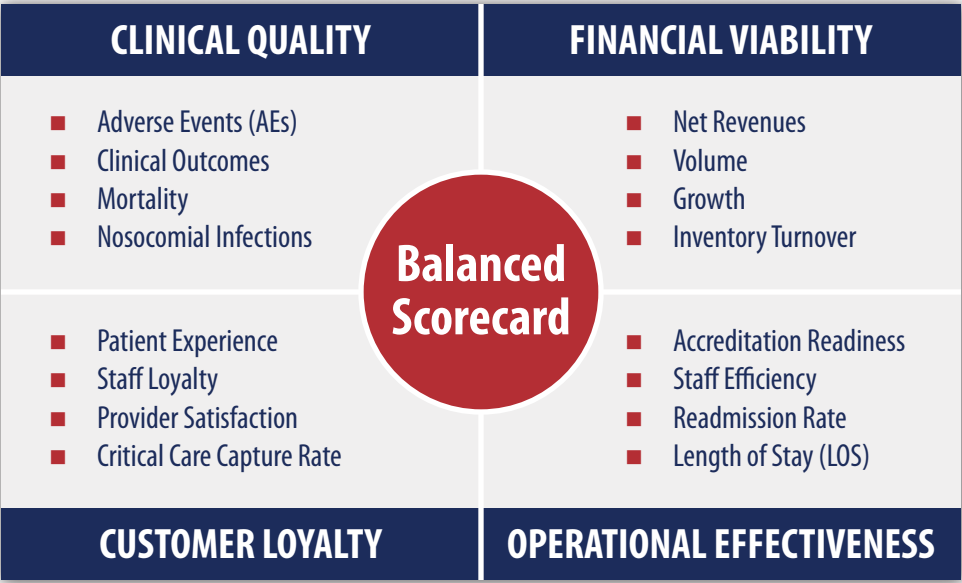 CLINICAL QUALITY
Adverse Events (AEs)
Clinical Outcomes
Mortality
Nosocomial Infections
FINANCIAL VIABILITY
Net Revenues
Volume
Growth
Inventory Turnover
Balanced
Scorecard
Patient Experience
Staff Loyalty
Provider Satisfaction
Critical Care Capture Rate
CUSTOMER LOYALTY
Accreditation Readiness
Staff Efficiency
Readmission Rate
Length of Stay (LOS)
OPERATIONAL EFFECTIVENESS